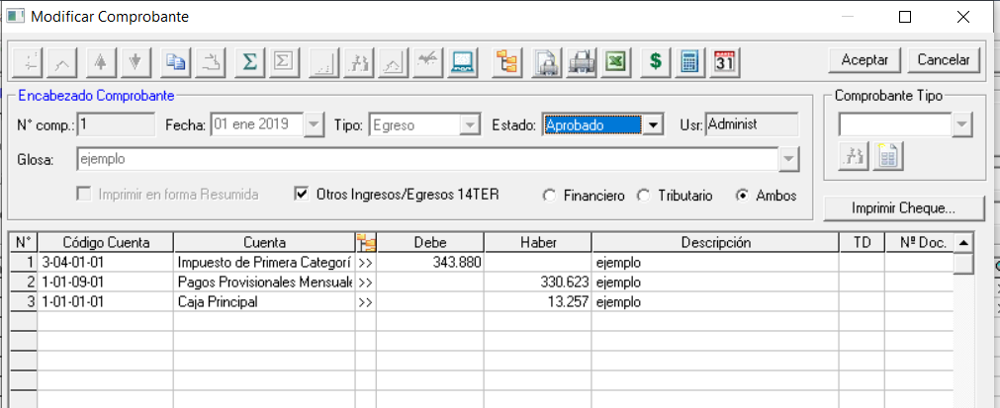 Modificar Comprobante
Aceptar Cancelar
Encabezado Comprobante
Comprobante Tipo
N° comp.: 1 Fecha: 01 ene 2019 Tipo: Egreso Estado: Aprobado Usr: Administ
Glosa: ejemplo
Imprimir en forma Resumida Otros Ingresos/Egresos 14TER Financiero Tributario Ambos
Imprimir Cheque...
N° Código Cuenta Cuenta Debe Haber Descripción TD Nº Doc.
1 3-04-01-01 Impuesto de Primera Categorí >> 343.880 ejemplo
2 1-01-09-01 Pagos Provisionales Mensuale >> 330.623 ejemplo
3 1-01-01-01 Caja Principal >> 13.257 ejemplo